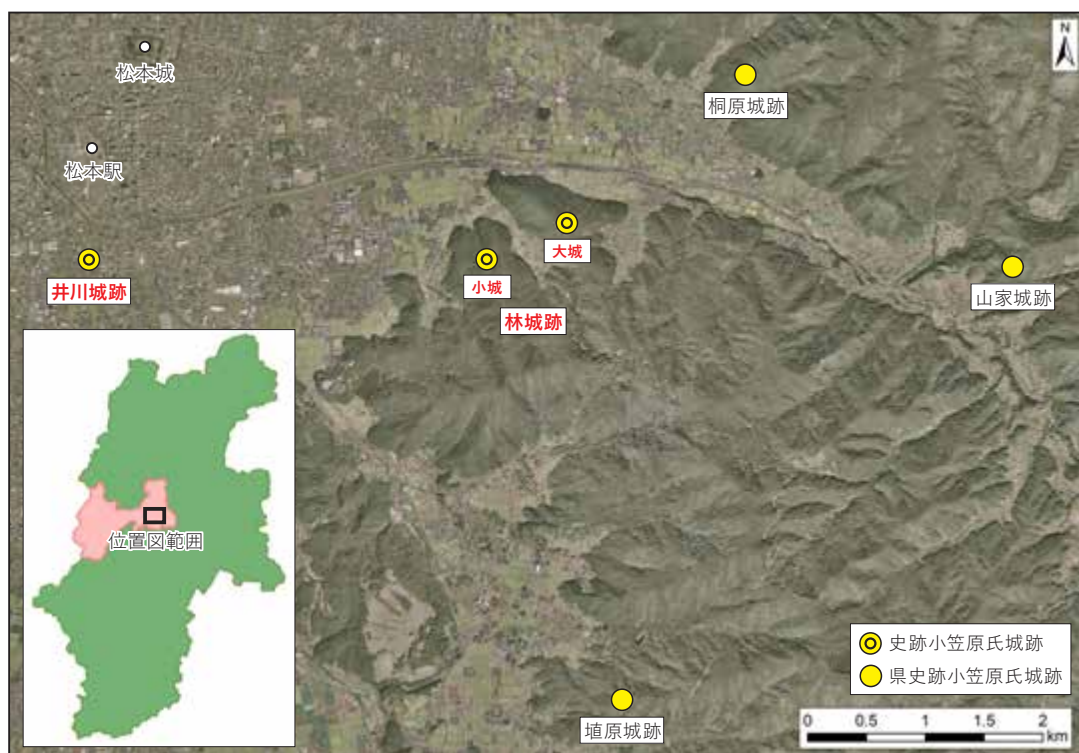 N
松本城
桐原城跡
松本駅
大城
井川城跡
小城
山家城跡
林城跡
位置図範囲
史跡小笠原氏城跡
県史跡小笠原氏城跡
埴原城跡
0 0.5 1 1.5 2
km